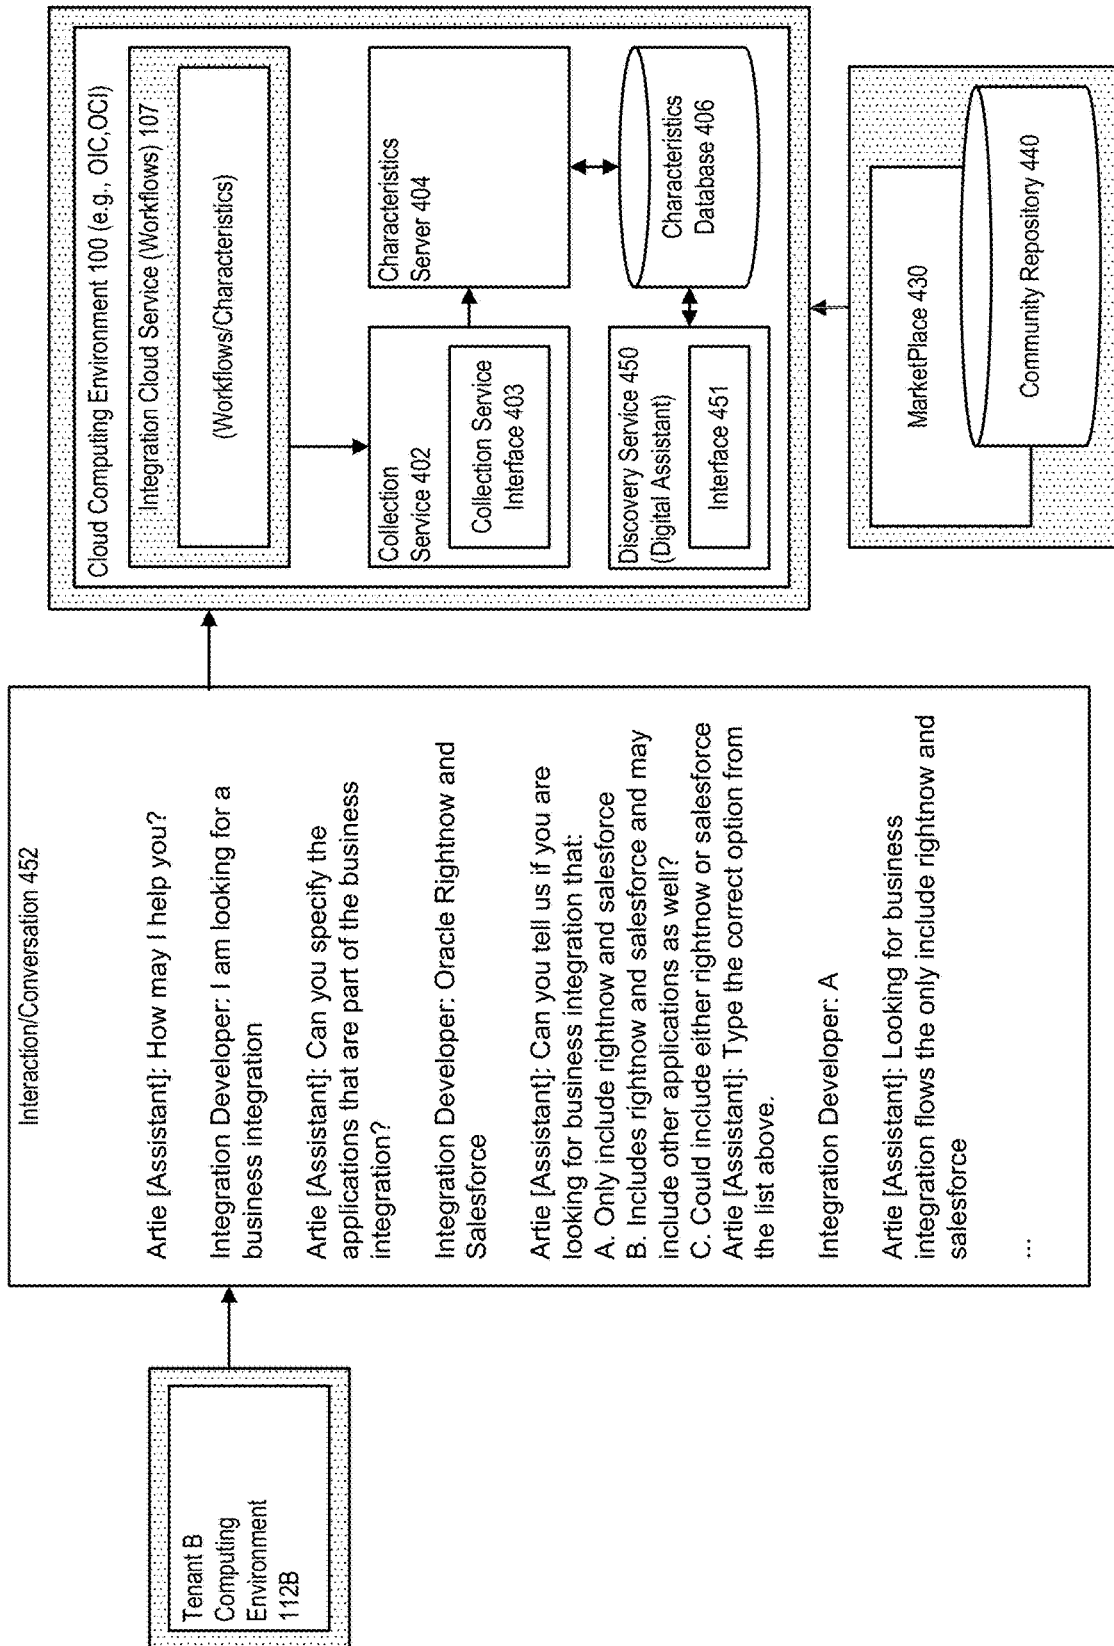 Interaction/Conversation 452
Artie [Assistant]: How may I help you?
Integration Developer: I am looking for a
business integration
Artie [Assistant]: Can you specify the
applications that are part of the business
integration?
Integration Developer: Oracle Rightnow and
Salesforce
Artie [Assistant]: Can you tell us if you are
looking for business integration that:
A. Only include rightnow and salesforce
B. Includes rightnow and salesforce and may
include other applications as well?
C. Could include either rightnow or salesforce
Artie [Assistant]: Type the correct option from
the list above.
Integration Developer: A
Artie [Assistant]: Looking for business
integration flows the only include rightnow and
salesforce
...
Tenant B
Computing
Environment
112B
Cloud Computing Environment 100 (e.g., OIC,OCI)
Integration Cloud Service (Workflows) 107
(Workflows/Characteristics)
Collection
Service 402
Collection Service
Interface 403
Characteristics
Server 404
Discovery Service 450
(Digital Assistant)
Interface 451
Characteristics
Database 406
MarketPlace 430
Community Repository 440